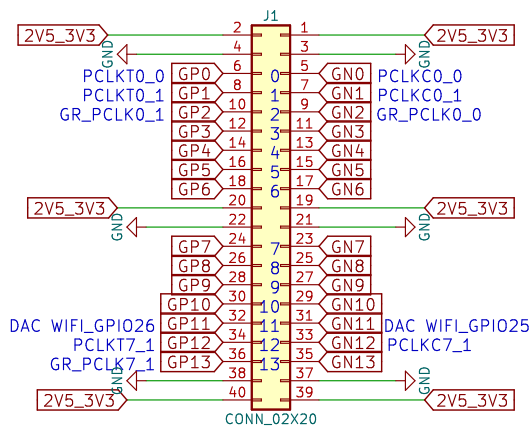 J1
2V5_3V3 2 1 2V5_3V3
GND 4 3 GND
PCLKT0_0 GP0 6 0 5 GN0 PCLKC0_0
PCLKT0_1 GP1 8 1 7 GN1 PCLKC0_1
GR_PCLK0_1 GP2 10 2 9 GN2 GR_PCLK0_0
GP3 12 3 11 GN3
GP4 14 4 13 GN4
GP5 16 5 15 GN5
GP6 18 6 17 GN6
2V5_3V3 20 19 2V5_3V3
GND 22 21 GND
GP7 24 7 23 GN7
GP8 26 8 25 GN8
GP9 28 9 27 GN9
GP10 30 10 29 GN10
DAC WIFI_GPIO26 GP11 32 11 31 GN11 DAC WIFI_GPIO25
PCLKT7_1 GP12 34 12 33 GN12 PCLKC7_1
GR_PCLK7_1 GP13 36 13 35 GN13
GND 38 37 GND
2V5_3V3 40 39 2V5_3V3
CONN_02X20